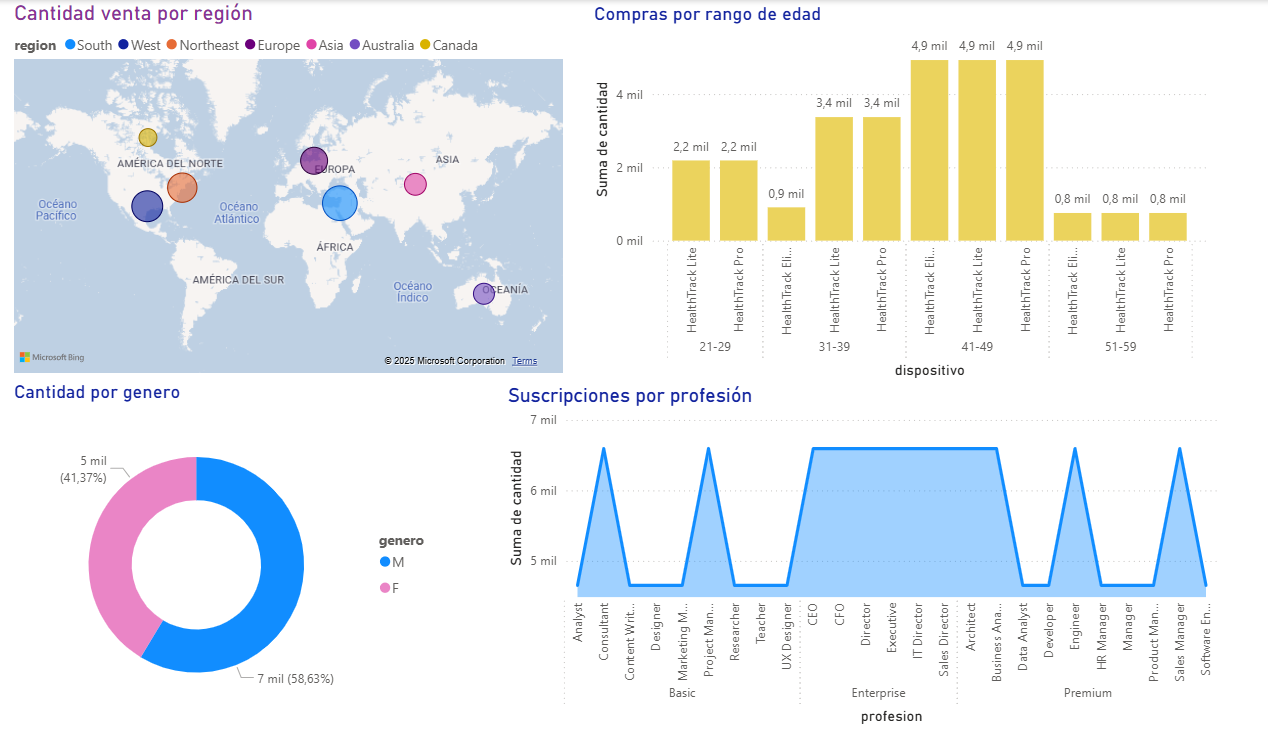 Cantidad venta por región
region South West Northeast Europe Asia Australia Canada
AMÉRICA DEL NORTE
EUROPA
ASIA
Océano
Pacífico
Océano
Atlántico
ÁFRICA
AMÉRICA DEL SUR
Océano
Índico
OCEANÍA
Microsoft Bing
© 2025 Microsoft Corporation Terms
Compras por rango de edad
Suma de cantidad
4 mil
2 mil
0 mil
2,2 mil
2,2 mil
0,9 mil
3,4 mil
3,4 mil
4,9 mil
4,9 mil
4,9 mil
0,8 mil
0,8 mil
0,8 mil
HealthTrack Lite
HealthTrack Pro
HealthTrack Eli...
HealthTrack Lite
HealthTrack Pro
HealthTrack Eli...
HealthTrack Lite
HealthTrack Pro
HealthTrack Eli...
HealthTrack Lite
HealthTrack Pro
21-29
31-39
41-49
51-59
dispositivo
Cantidad por genero
5 mil
(41,37%)
7 mil (58,63%)
genero
M
F
Suscripciones por profesión
Suma de cantidad
7 mil
6 mil
5 mil
Analyst
Consultant
Content Writ...
Designer
Marketing M...
Project Man...
Researcher
Teacher
UX Designer
CEO
CFO
Director
Executive
IT Director
Sales Director
Architect
Business Ana...
Data Analyst
Developer
Engineer
HR Manager
Manager
Product Man...
Sales Manager
Software En...
Basic
Enterprise
Premium
profesion